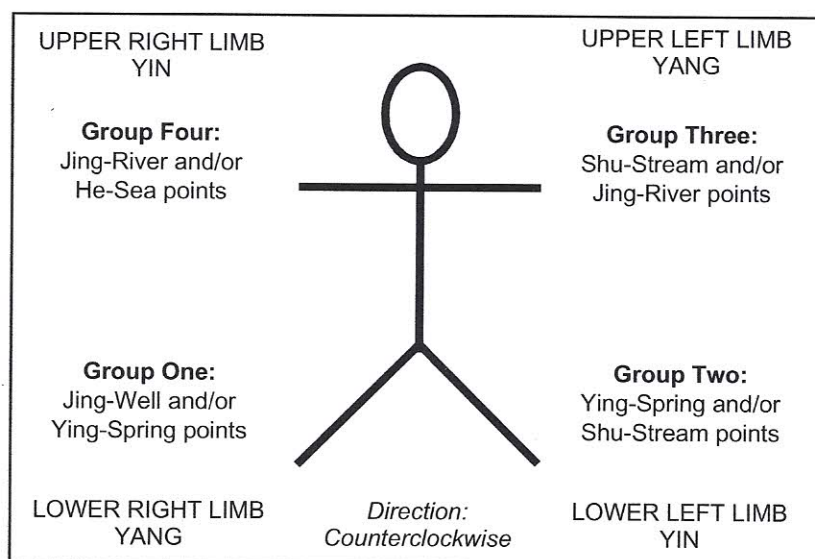 UPPER RIGHT LIMB
YIN
UPPER LEFT LIMB
YANG
Group Four:
Jing-River and/or
He-Sea points
Group Three:
Shu-Stream and/or
Jing-River points
Group One:
Jing-Well and/or
Ying-Spring points
Group Two:
Ying-Spring and/or
Shu-Stream points
LOWER RIGHT LIMB
YANG
Direction:
Counterclockwise
LOWER LEFT LIMB
YIN